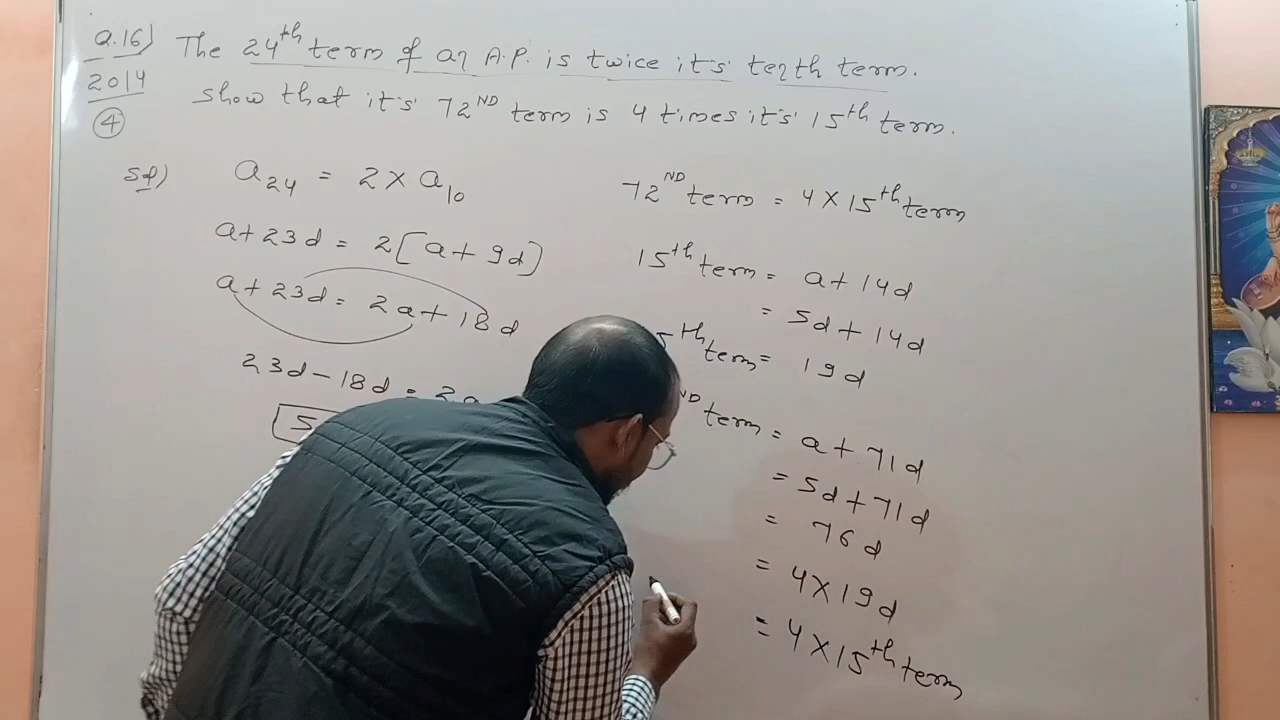 Q.16) The 24th term of an A.P. is twice it's tenth term.
2014 show that it's 72ND term is 4 times it's 15th term.
4
Sol) a24 = 2 × a10
a + 23d = 2[a + 9d]
a + 23d = 2a + 18d
23d - 18d = 2a
5
72ND term = 4 × 15th term
15th term = a + 14d
= 5d + 14d
5th term = 19d
ND term = a + 71d
= 5d + 71d
= 76d
= 4 × 19d
= 4 × 15th term